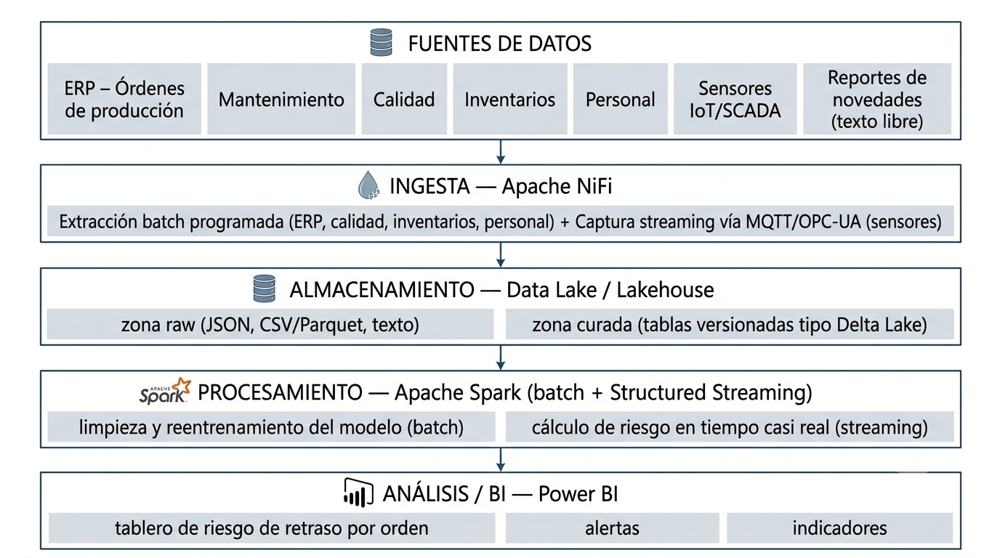 FUENTES DE DATOS
ERP – Órdenes
de producción
Mantenimiento
Calidad
Inventarios
Personal
Sensores
IoT/SCADA
Reportes de
novedades
(texto libre)
INGESTA — Apache NiFi
Extracción batch programada (ERP, calidad, inventarios, personal) + Captura streaming vía MQTT/OPC-UA (sensores)
ALMACENAMIENTO — Data Lake / Lakehouse
zona raw (JSON, CSV/Parquet, texto)
zona curada (tablas versionadas tipo Delta Lake)
APACHE
Spark
PROCESAMIENTO — Apache Spark (batch + Structured Streaming)
limpieza y reentrenamiento del modelo (batch)
cálculo de riesgo en tiempo casi real (streaming)
ANÁLISIS / BI — Power BI
tablero de riesgo de retraso por orden
alertas
indicadores